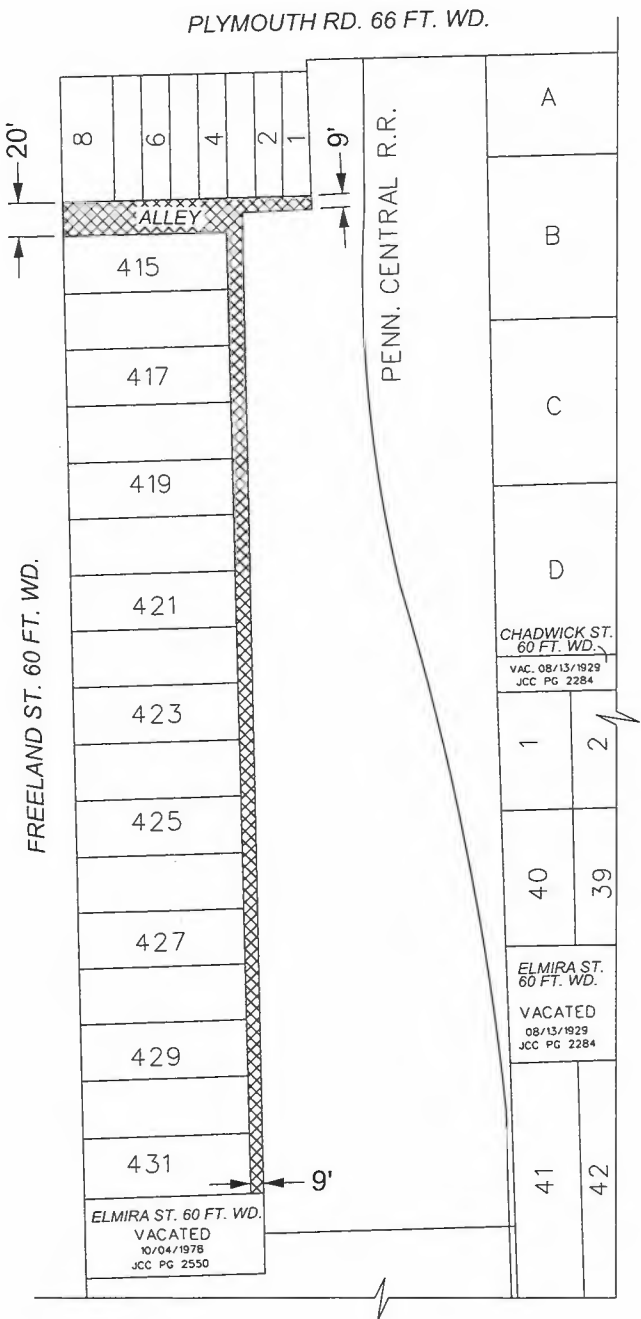 PLYMOUTH RD. 66 FT. WD.
20'
8
6
4
2
1
9'
ALLEY
PENN. CENTRAL R.R.
A
B
C
D
415
417
419
421
423
425
427
429
431
FREELAND ST. 60 FT. WD.
CHADWICK ST.
60 FT. WD.
VAC. 08/13/1929
JCC PG 2284
1
2
40
39
ELMIRA ST.
60 FT. WD.
VACATED
08/13/1929
JCC PG 2284
41
42
9'
ELMIRA ST. 60 FT. WD.
VACATED
10/04/1978
JCC PG 2550